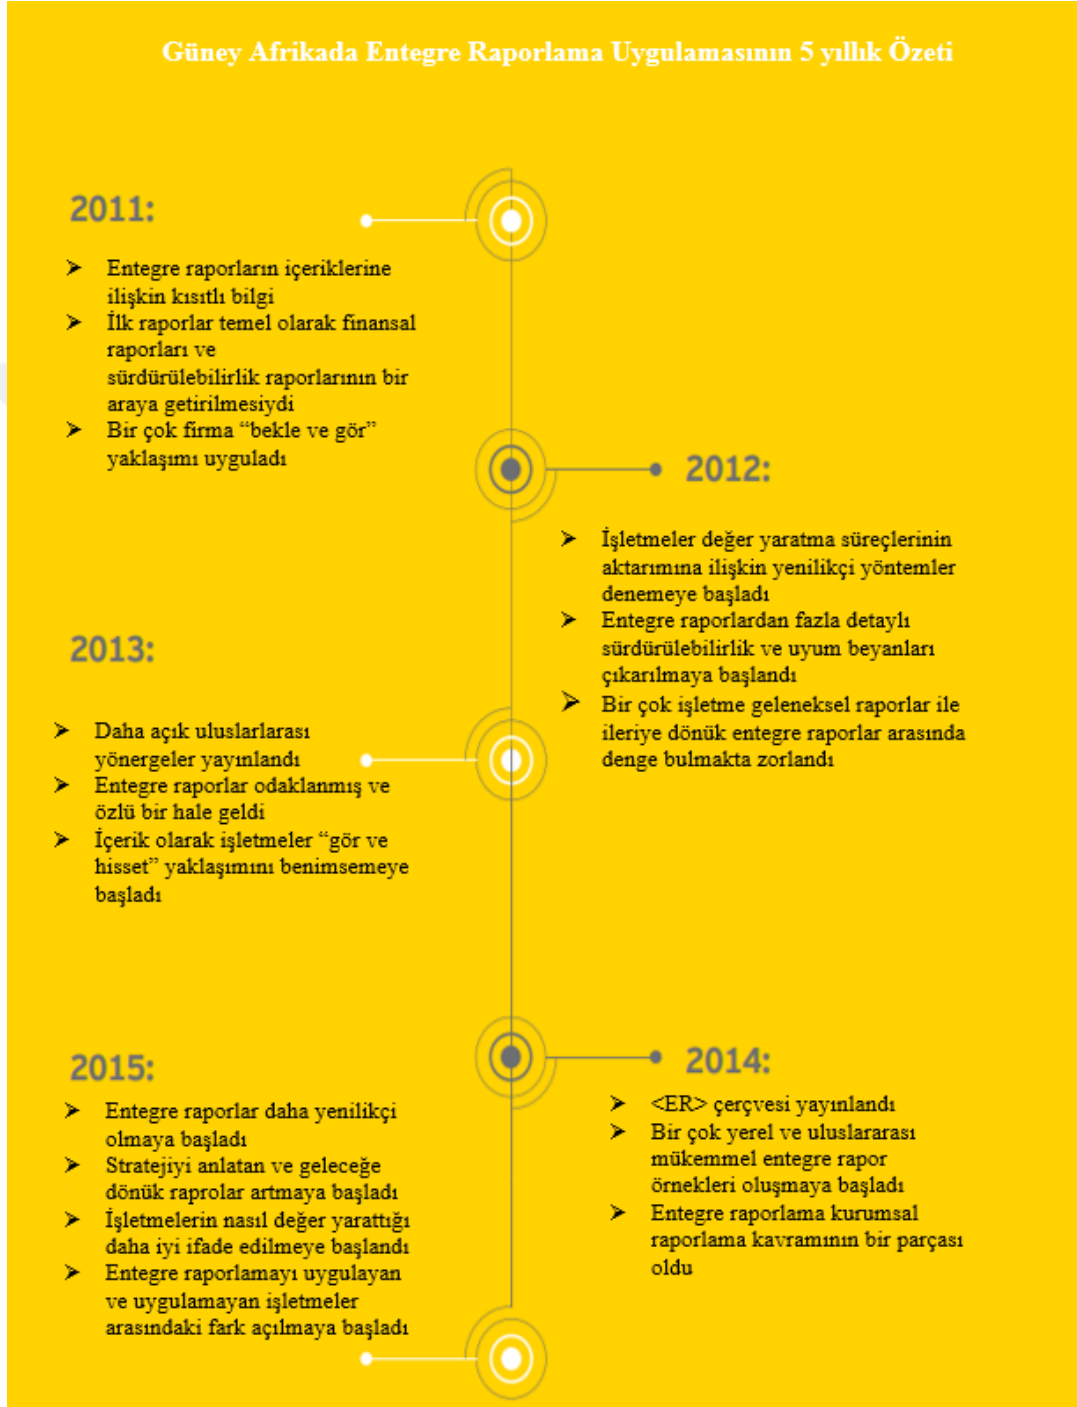 Güney Afrikada Entegre Raporlama Uygulamasının 5 yıllık Özeti
2011:
➤ Entegre raporların içeriklerine
ilişkin kısıtlı bilgi
➤ İlk raporlar temel olarak finansal
raporları ve
sürdürülebilirlik raporlarının bir
araya getirilmesiydi
➤ Bir çok firma “bekle ve gör”
yaklaşımı uyguladı
2012:
➤ İşletmeler değer yaratma süreçlerinin
aktarımına ilişkin yenilikçi yöntemler
denemeye başladı
➤ Entegre raporlardan fazla detaylı
sürdürülebilirlik ve uyum beyanları
çıkarılmaya başlandı
➤ Bir çok işletme geleneksel raporlar ile
ileriye dönük entegre raporlar arasında
denge bulmakta zorlandı
2013:
➤ Daha açık uluslarlarası
yönergeler yayınlandı
➤ Entegre raporlar odaklanmış ve
özlü bir hale geldi
➤ İçerik olarak işletmeler “gör ve
hisset” yaklaşımını benimsemeye
başladı
2014:
➤ <ER> çerçvesi yayınlandı
➤ Bir çok yerel ve uluslararası
mükemmel entegre rapor
örnekleri oluşmaya başladı
➤ Entegre raporlama kurumsal
raporlama kavramının bir parçası
oldu
2015:
➤ Entegre raporlar daha yenilikçi
olmaya başladı
➤ Stratejiyi anlatan ve geleceğe
dönük raprolar artmaya başladı
➤ İşletmelerin nasıl değer yarattığı
daha iyi ifade edilmeye başlandı
➤ Entegre raporlamayı uygulayan
ve uygulamayan işletmeler
arasındaki fark açılmaya başladı